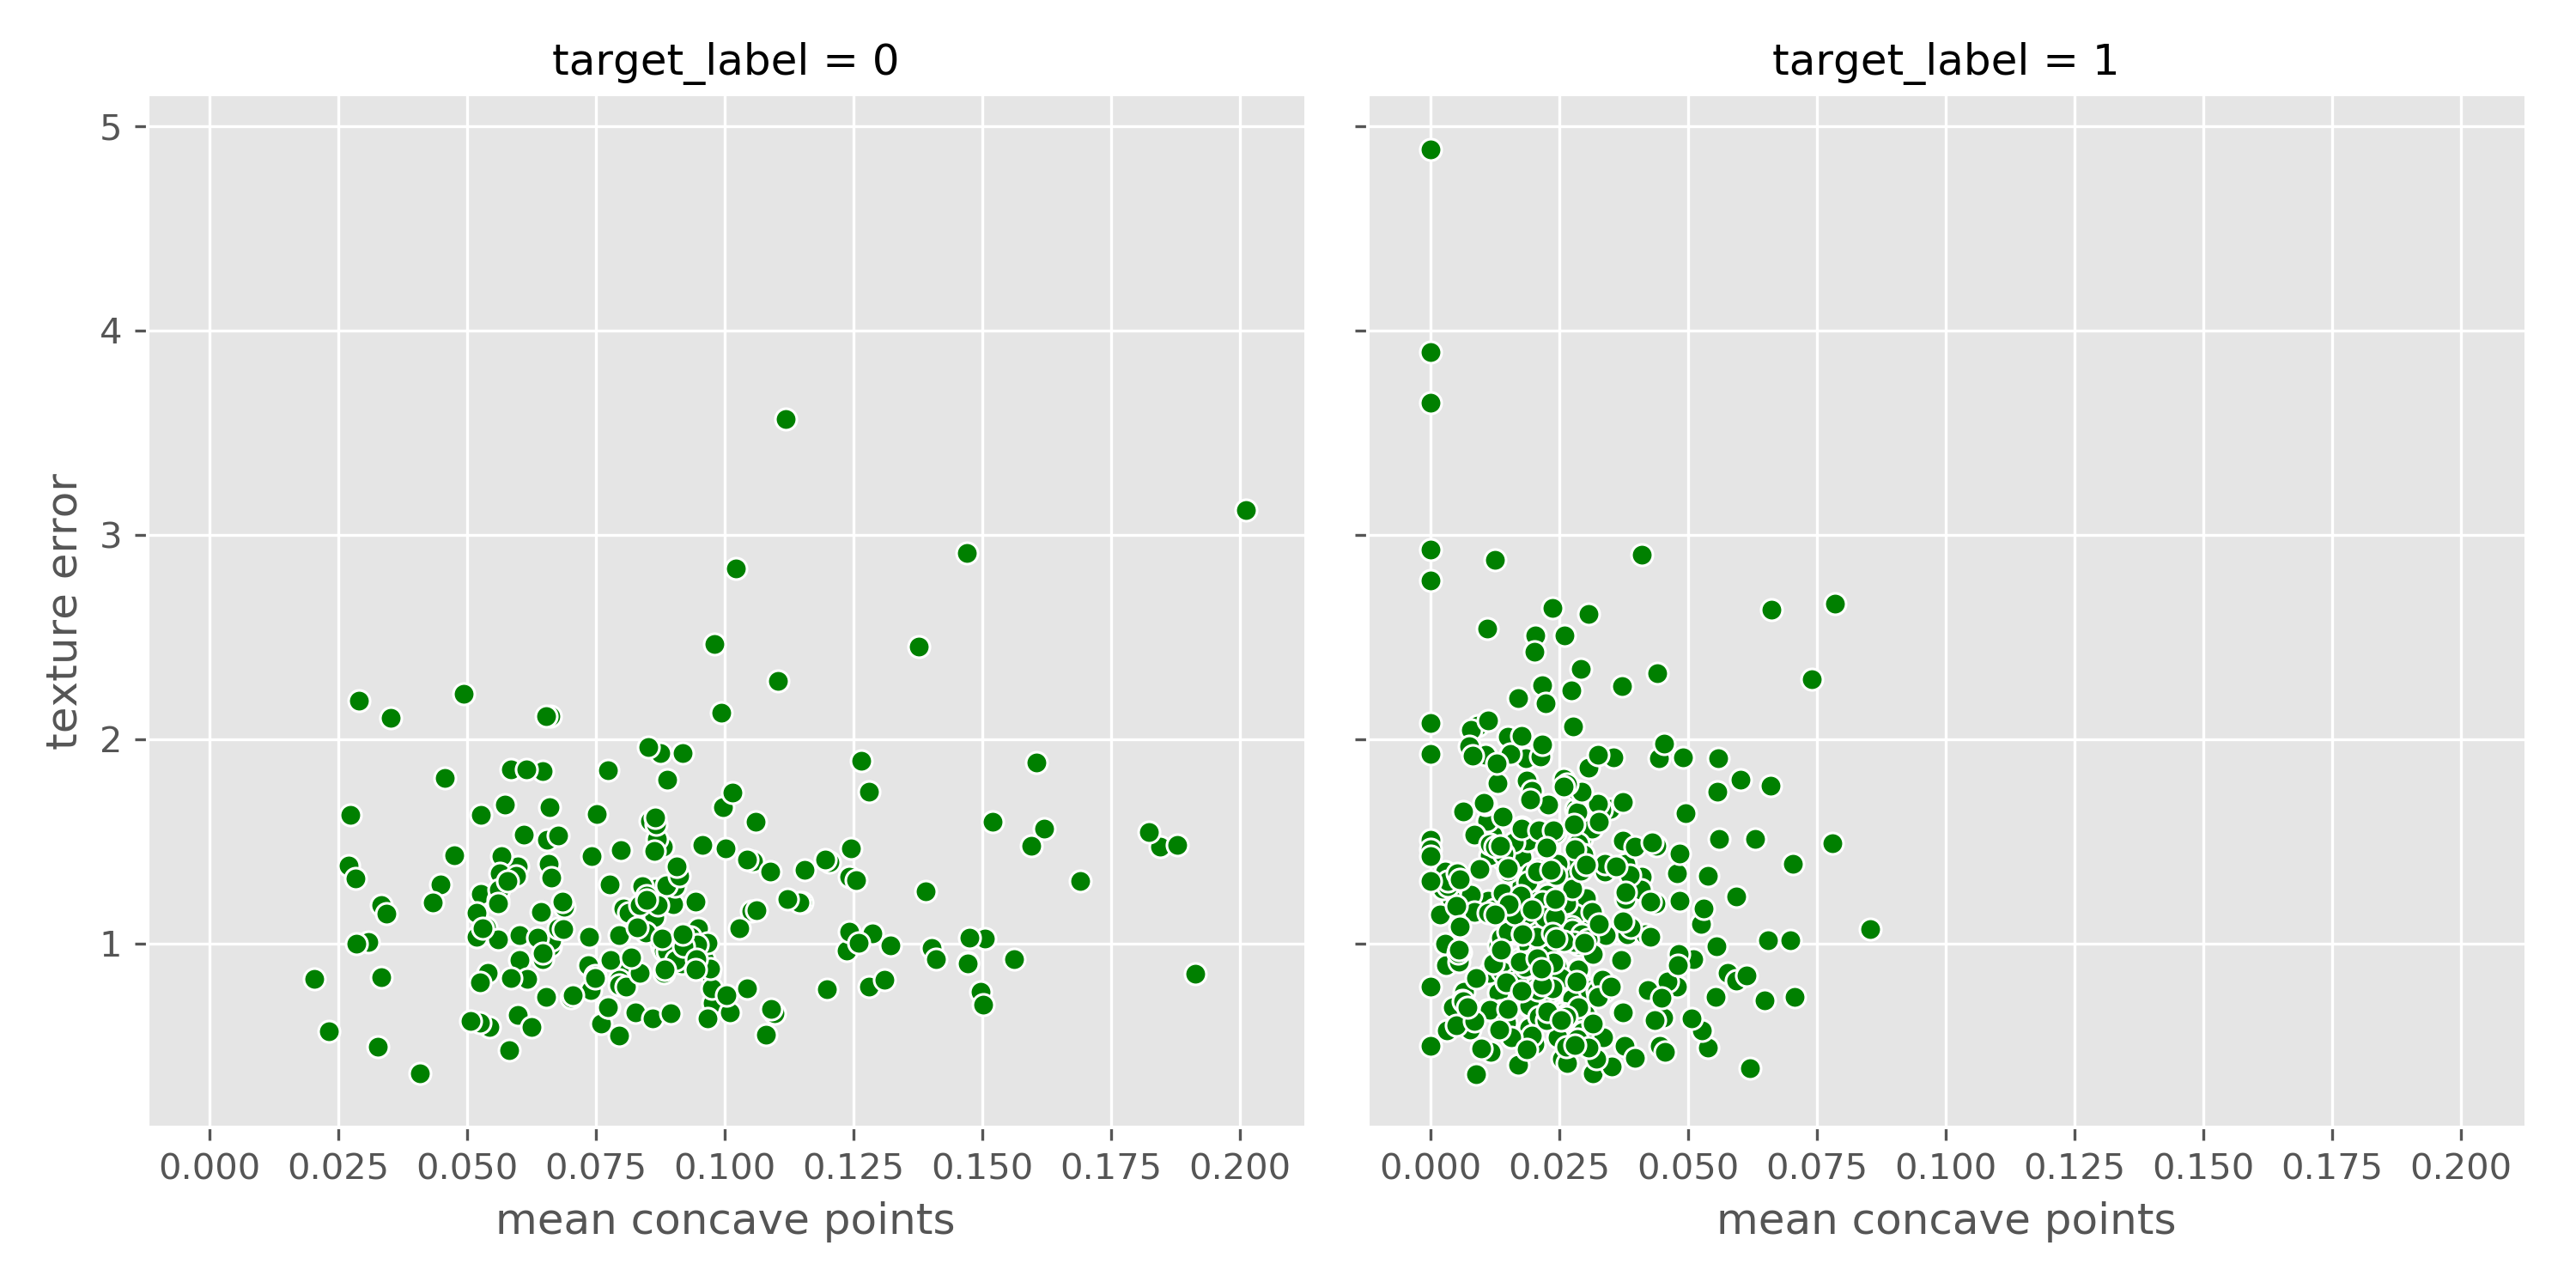 target_label = 0
target_label = 1
texture error
5
4
3
2
1
0.000 0.025 0.050 0.075 0.100 0.125 0.150 0.175 0.200
0.000 0.025 0.050 0.075 0.100 0.125 0.150 0.175 0.200
mean concave points
mean concave points